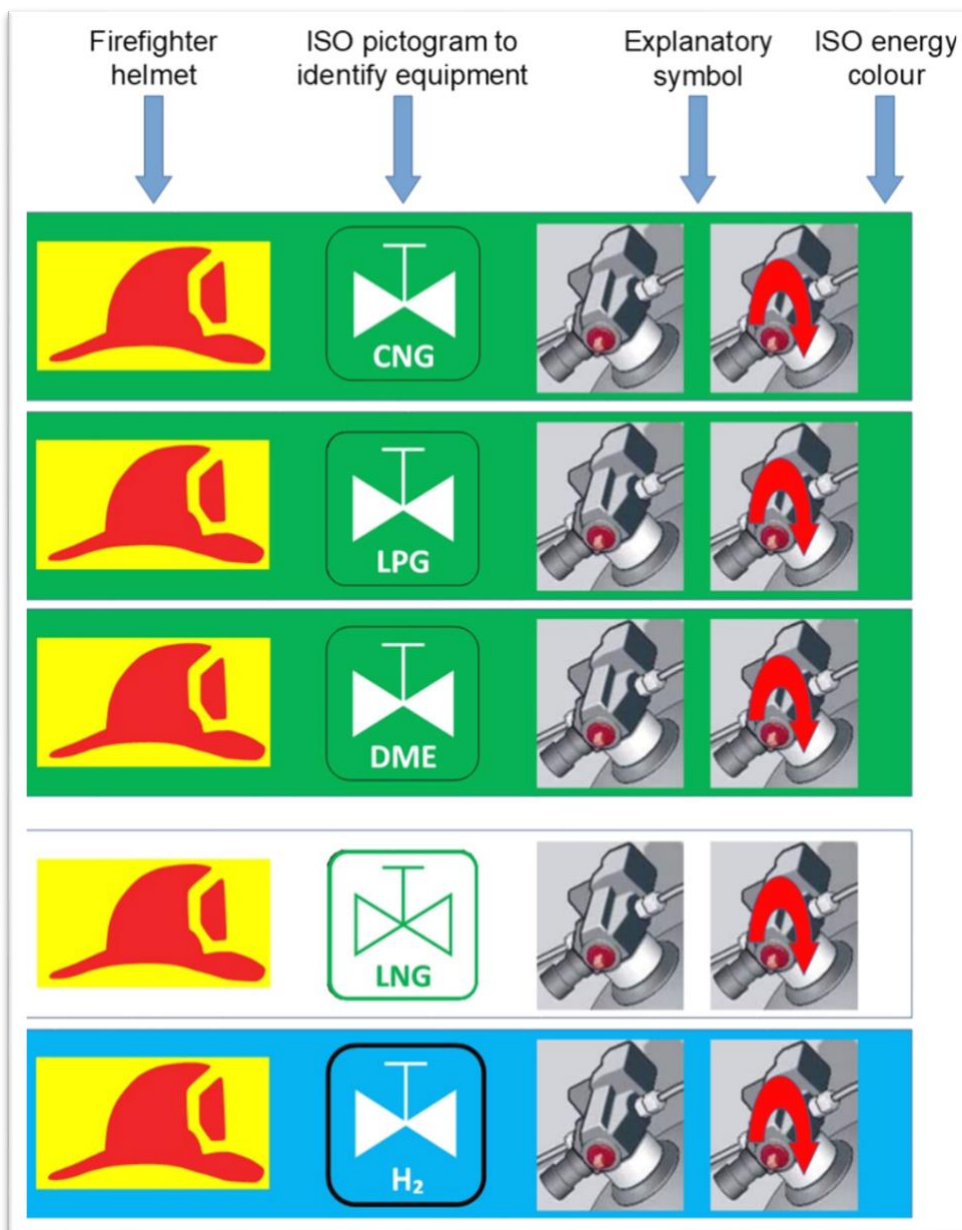 Firefighter
helmet
ISO pictogram to
identify equipment
Explanatory
symbol
ISO energy
colour
CNG
LPG
DME
LNG
H₂